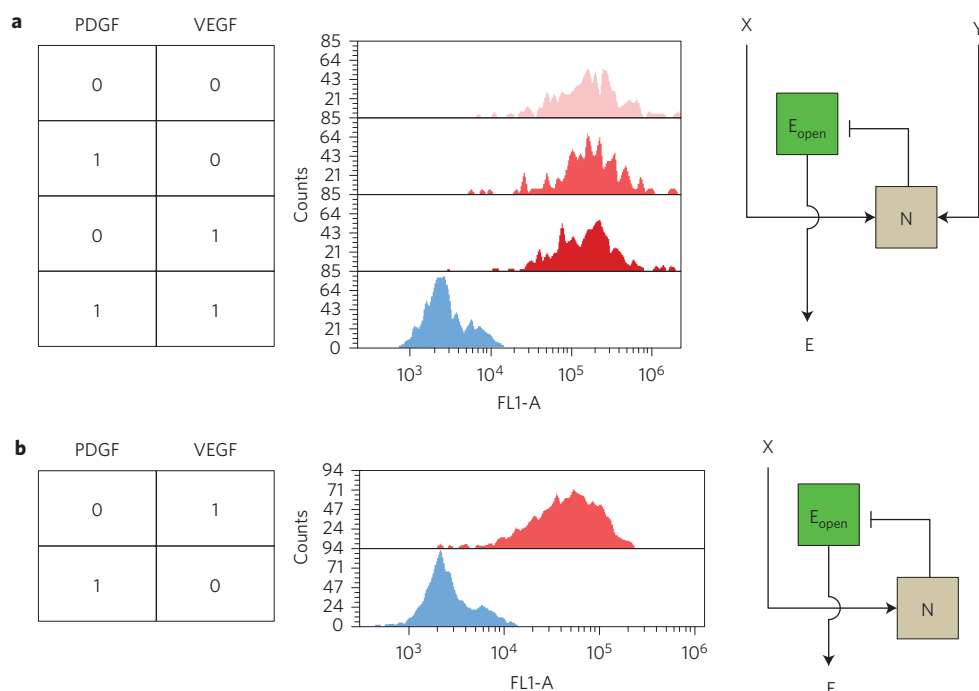 a
PDGF VEGF
0 0
1 0
0 1
1 1
Counts
85
64
43
21
85
64
43
21
85
64
43
21
85
64
43
21
0
10³ 10⁴ 10⁵ 10⁶
FL1-A
X Y
E open
N
E
b
PDGF VEGF
0 1
1 0
Counts
94
71
47
24
94
71
47
24
0
10³ 10⁴ 10⁵ 10⁶
FL1-A
X
E open
N
E